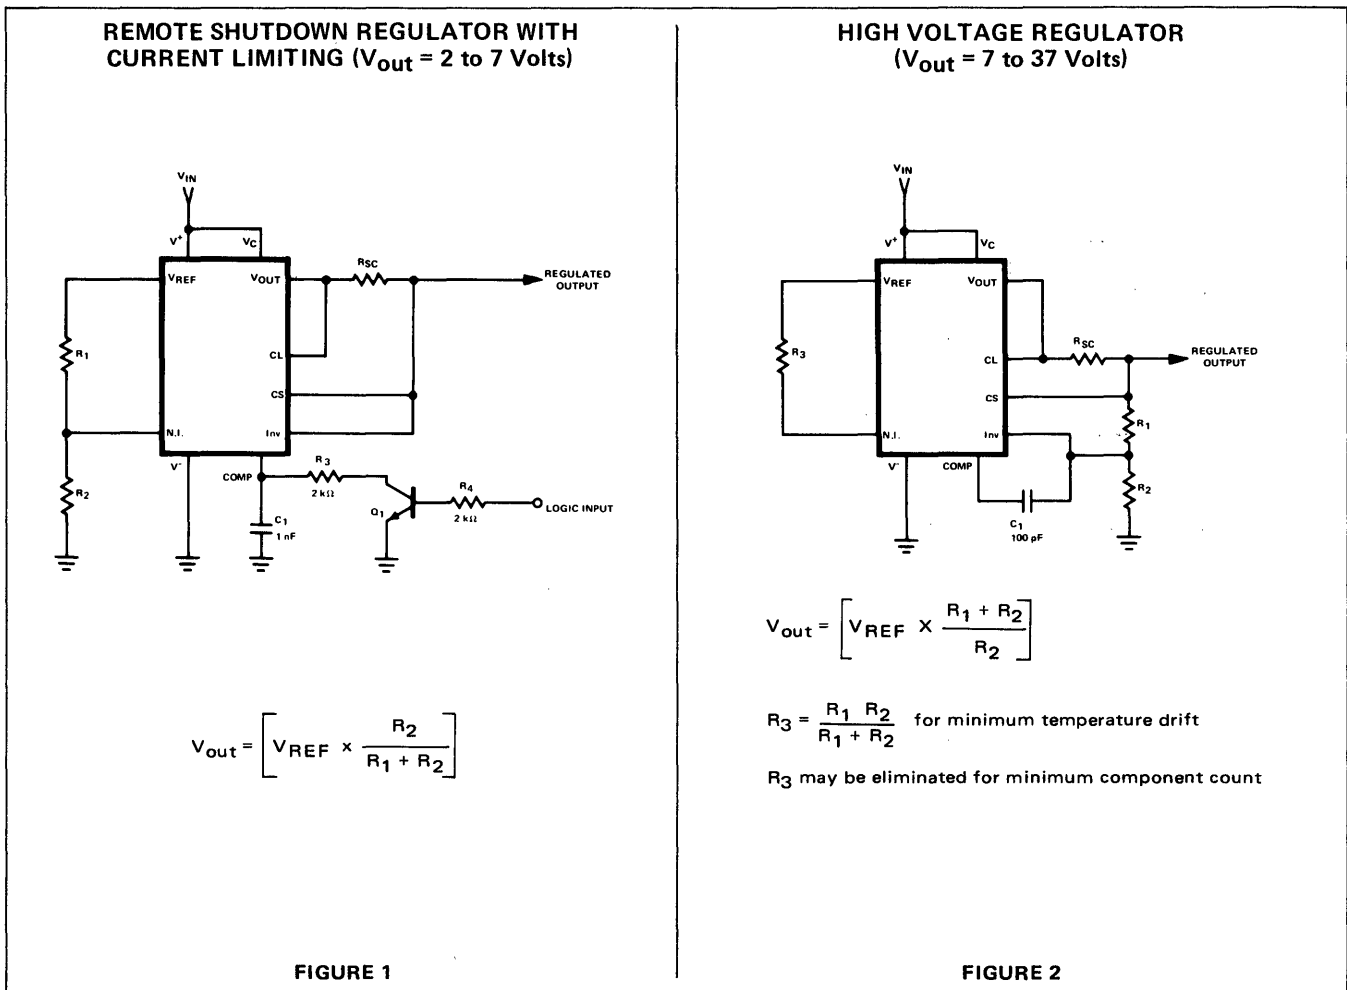 REMOTE SHUTDOWN REGULATOR WITH
CURRENT LIMITING (Vout = 2 to 7 Volts)
VIN
V+
VC
VREF
VOUT
RSC
REGULATED
OUTPUT
R1
CL
CS
N.I.
Inv
V-
COMP
R3
2 kΩ
R2
C1
1 nF
Q1
R4
2 kΩ
LOGIC INPUT
Vout = [VREF x R2 / (R1 + R2)]
FIGURE 1
HIGH VOLTAGE REGULATOR
(Vout = 7 to 37 Volts)
VIN
V+
VC
VREF
VOUT
R3
CL
RSC
REGULATED
OUTPUT
CS
R1
N.I.
Inv
V-
COMP
R2
C1
100 pF
Vout = [VREF X (R1 + R2) / R2]
R3 = R1 R2 / (R1 + R2) for minimum temperature drift
R3 may be eliminated for minimum component count
FIGURE 2